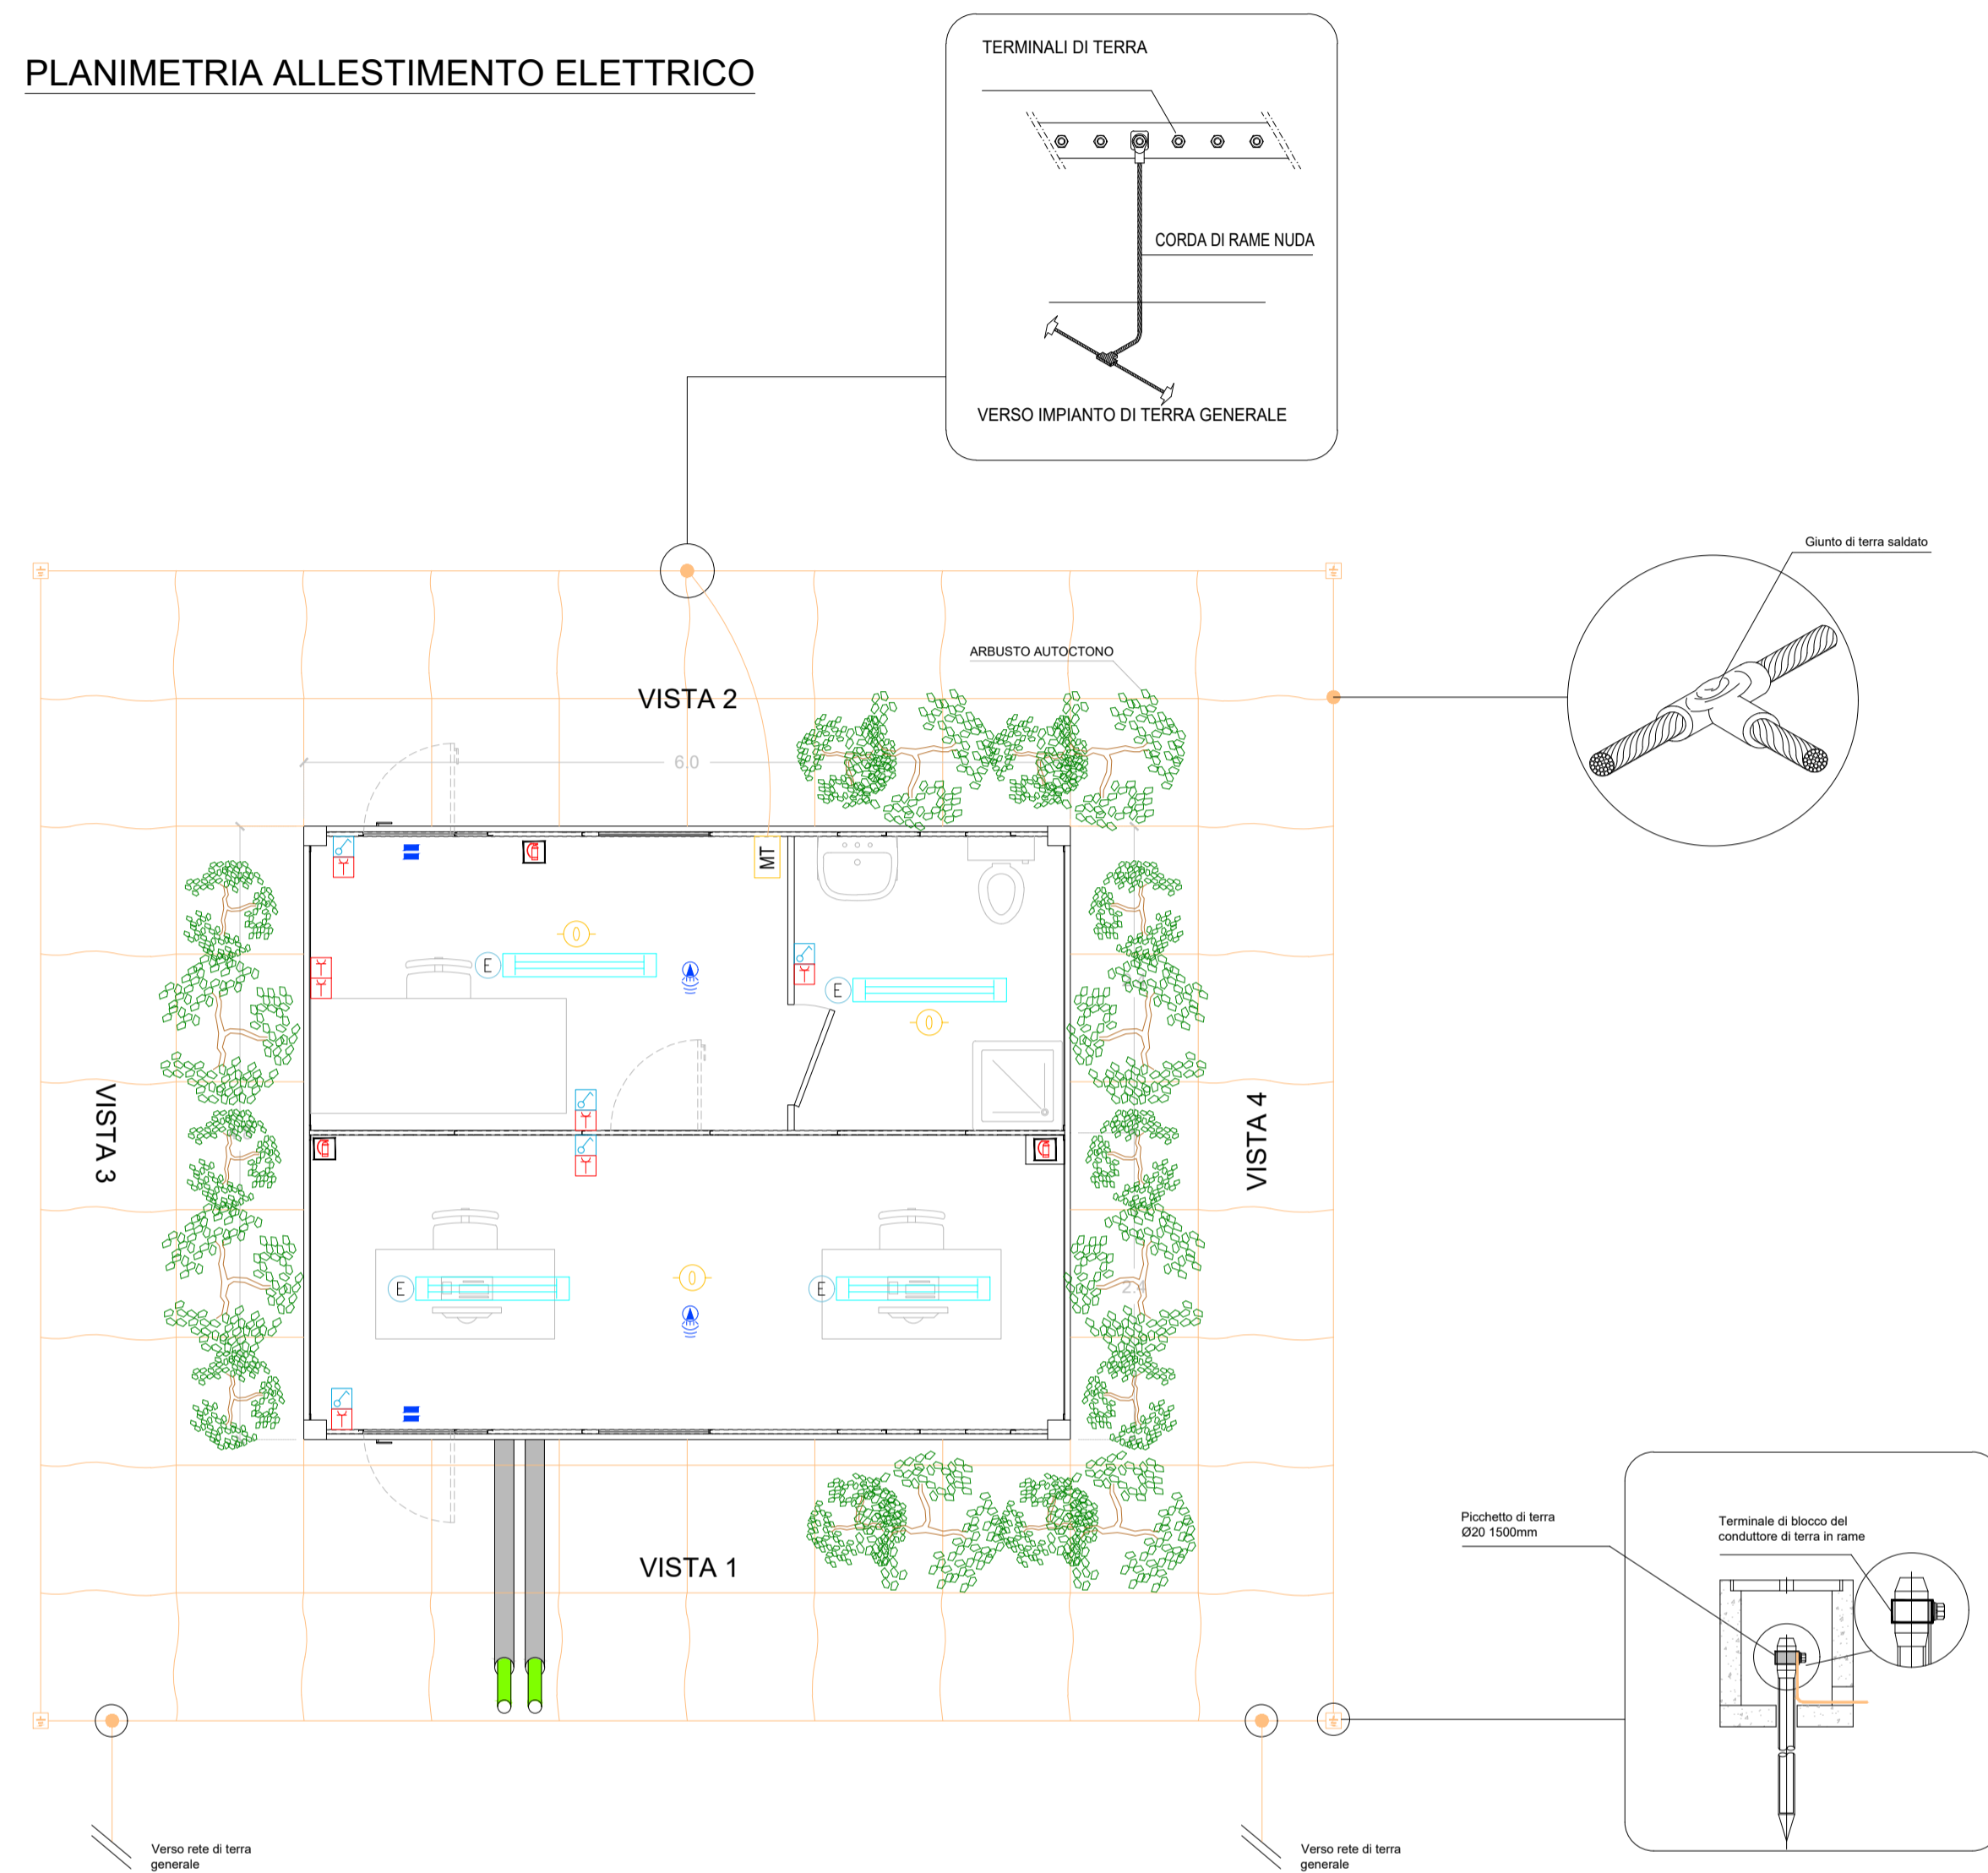 PLANIMETRIA ALLESTIMENTO ELETTRICO
TERMINALI DI TERRA
CORDA DI RAME NUDA
VERSO IMPIANTO DI TERRA GENERALE
Giunto di terra saldato
ARBUSTO AUTOCTONO
VISTA 2
6.0
MT
E
E
VISTA 3
VISTA 4
E
E
2.4
VISTA 1
Picchetto di terra
Ø20 1500mm
Terminale di blocco del
conduttore di terra in rame
Verso rete di terra
generale
Verso rete di terra
generale